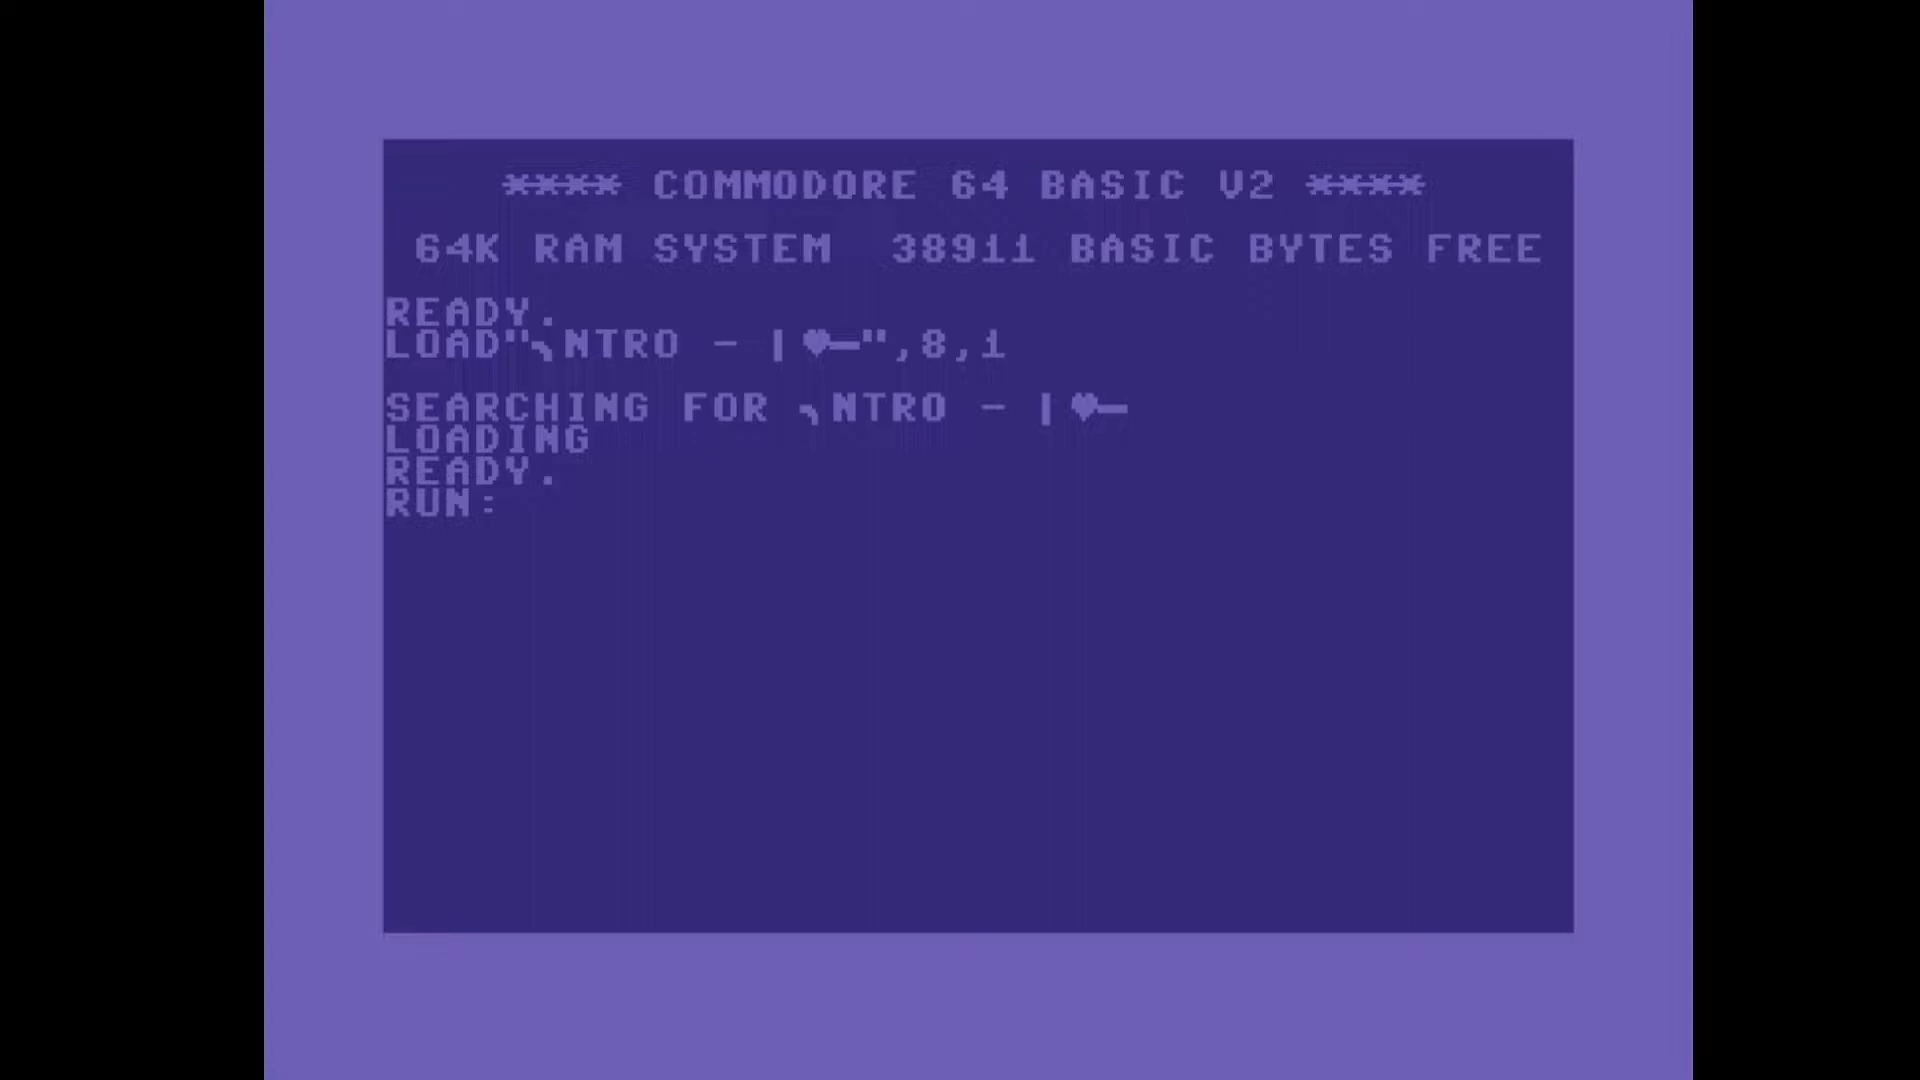 **** COMMODORE 64 BASIC V2 ****
64K RAM SYSTEM  38911 BASIC BYTES FREE
READY.
LOAD"╮NTRO - |♥─",8,1
SEARCHING FOR ╮NTRO - |♥─
LOADING
READY.
RUN: